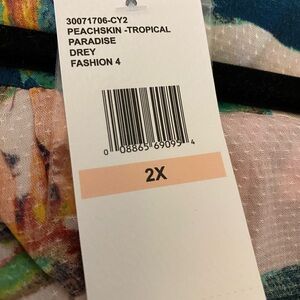 30071706-CY2
PEACHSKIN -TROPICAL
PARADISE
DREY
FASHION 4
0 08865 69095 4
2X